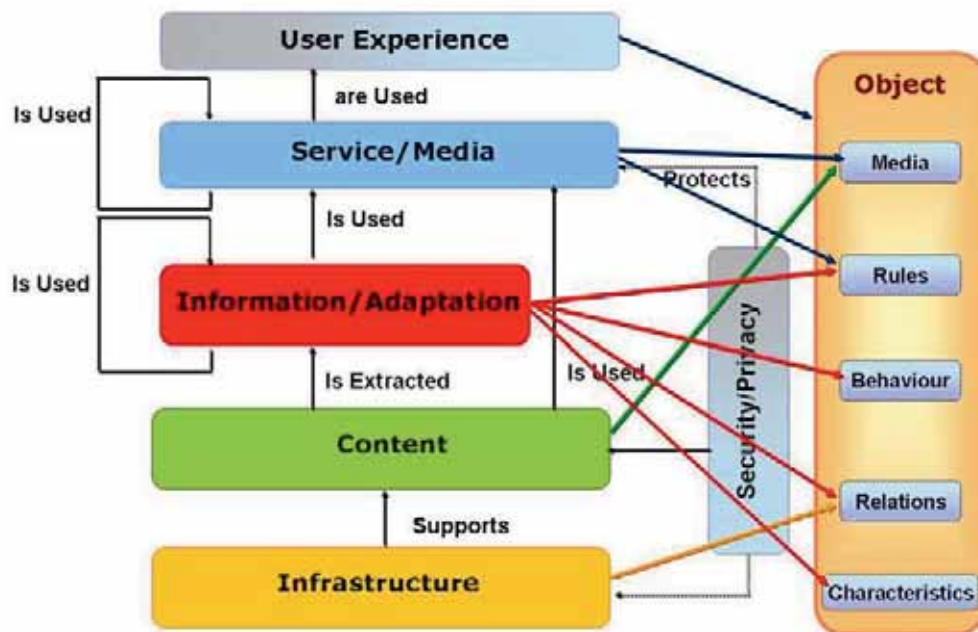 User Experience
Object
are Used
Is Used
Service/Media
Media
Protects
Is Used
Is Used
Rules
Information/Adaptation
Security/Privacy
Is Extracted
Is Used
Behaviour
Content
Relations
Supports
Infrastructure
Characteristics